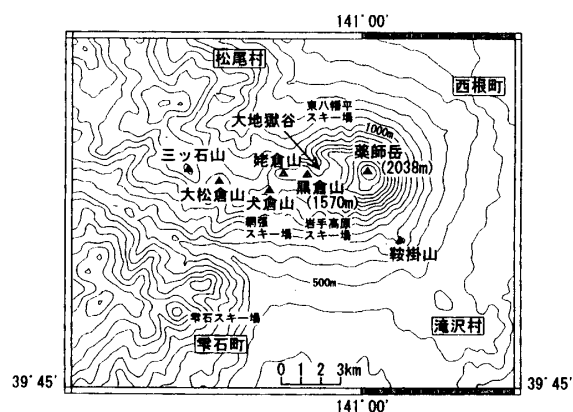 141°00'
松尾村
西根町
東八幡平
スキー場
大地獄谷
1000m
三ッ石山
姥倉山
薬師岳
(2038m)
大松倉山
犬倉山
黒倉山
(1570m)
網張
スキー場
岩手高原
スキー場
鞍掛山
500m
雫石スキー場
滝沢村
雫石町
0 1 2 3km
39°45'
39°45'
141°00'